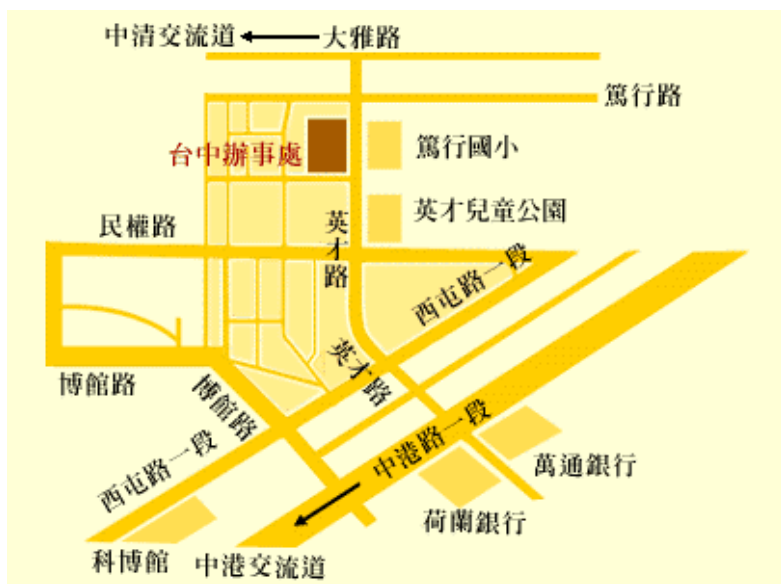 中清交流道
大雅路
篤行路
台中辦事處
篤行國小
英才兒童公園
民權路
英才路
西屯路一段
英才路
博館路
博館路
中港路一段
西屯路一段
萬通銀行
荷蘭銀行
科博館
中港交流道